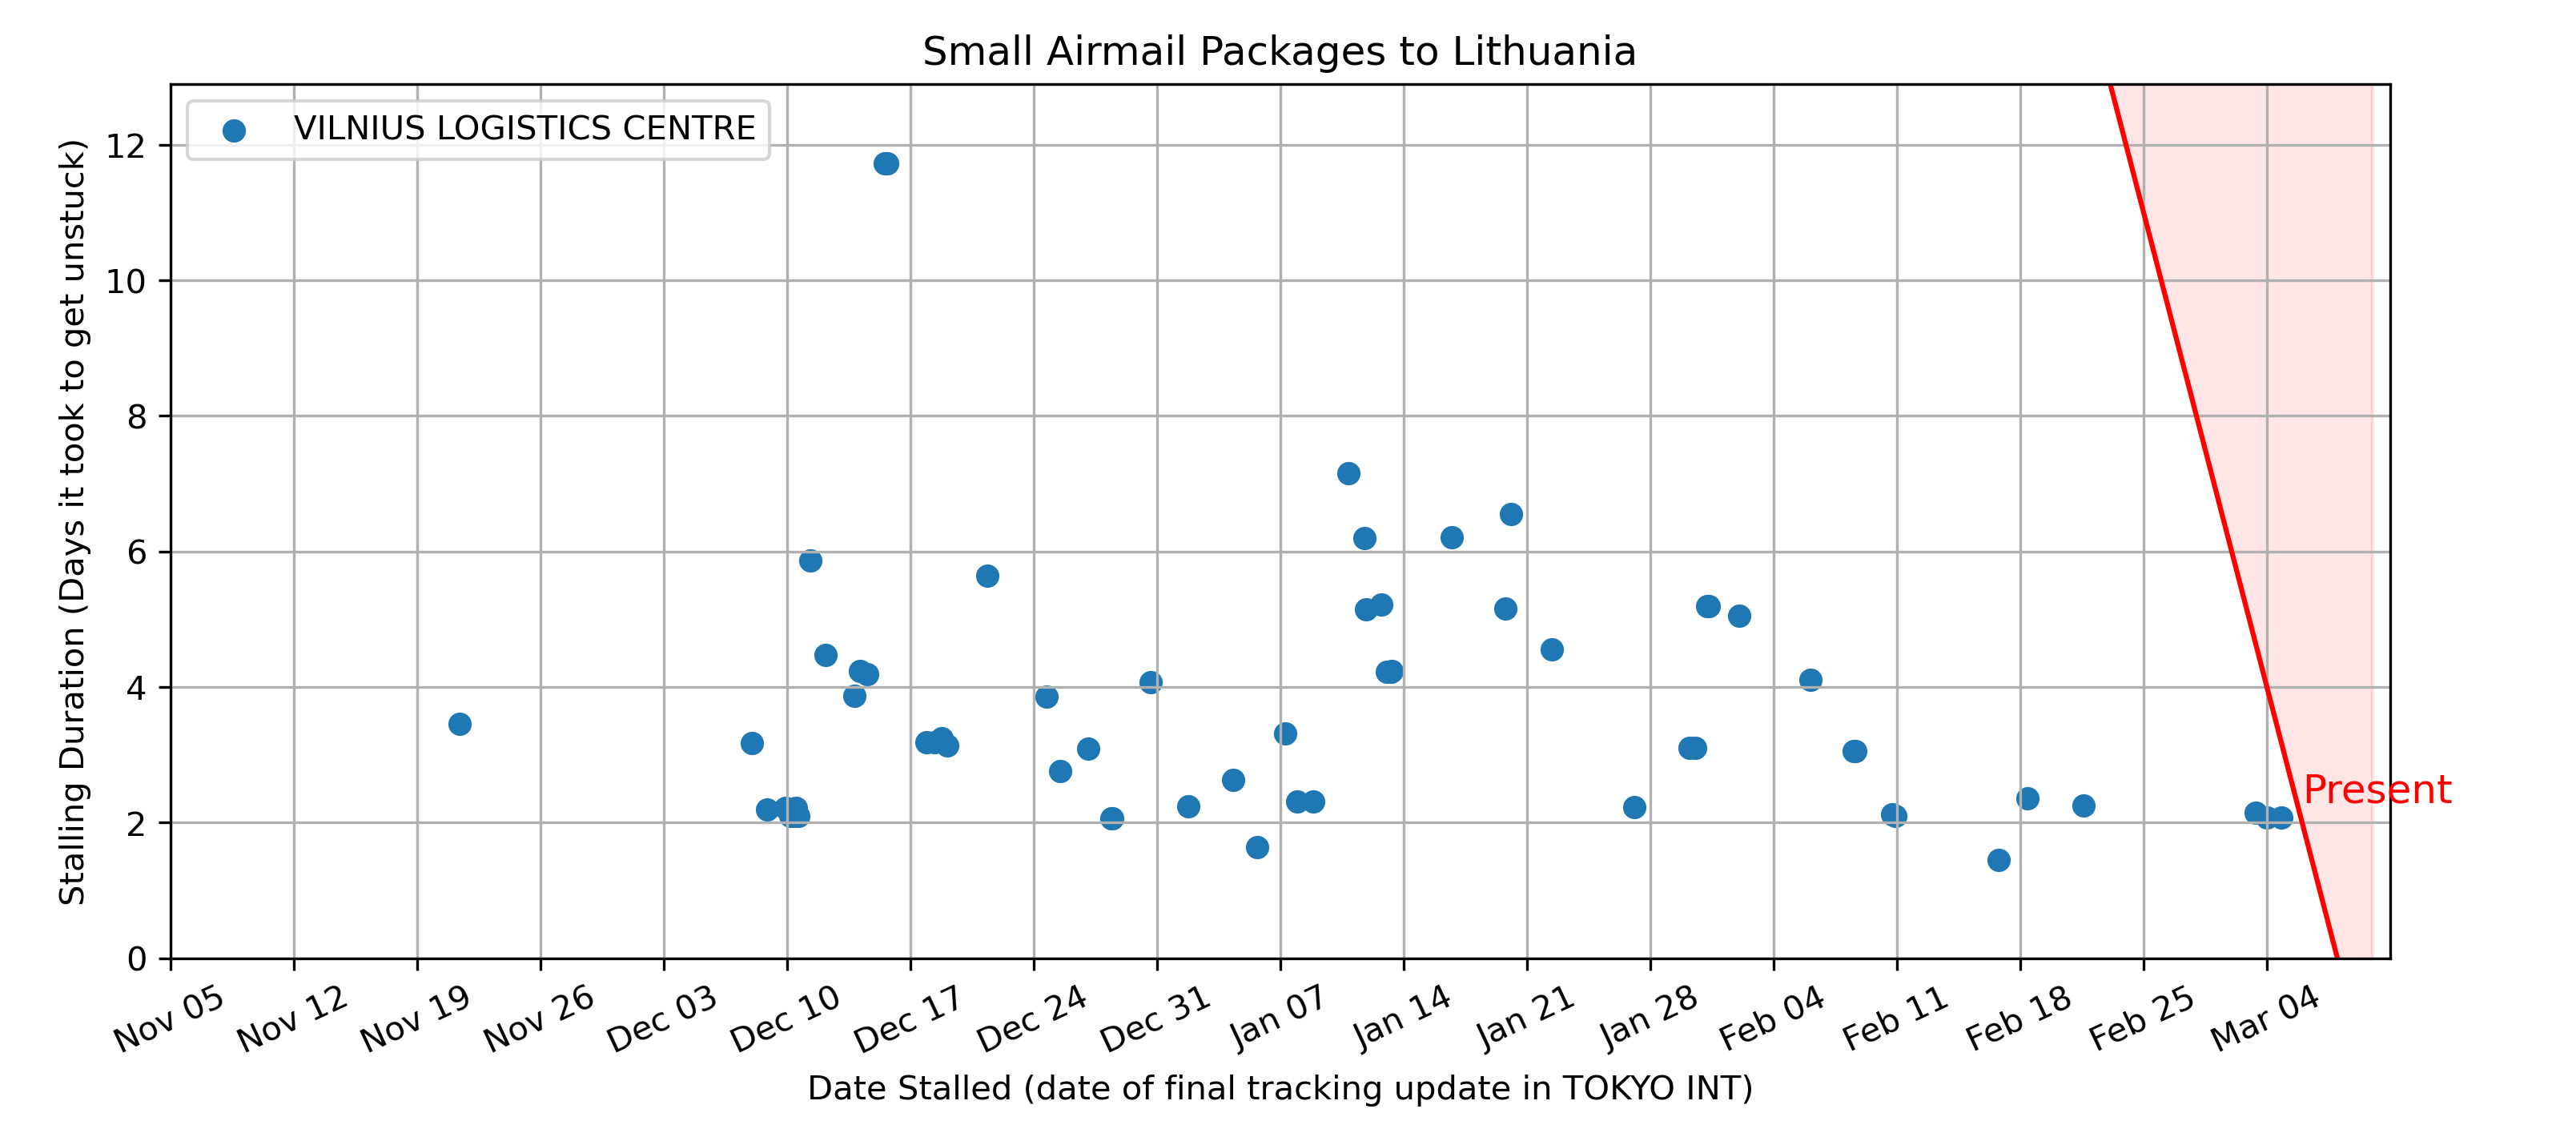 Small Airmail Packages to Lithuania
VILNIUS LOGISTICS CENTRE
Stalling Duration (Days it took to get unstuck)
12
10
8
6
4
2
0
Present
Nov 05
Nov 12
Nov 19
Nov 26
Dec 03
Dec 10
Dec 17
Dec 24
Dec 31
Jan 07
Jan 14
Jan 21
Jan 28
Feb 04
Feb 11
Feb 18
Feb 25
Mar 04
Date Stalled (date of final tracking update in TOKYO INT)